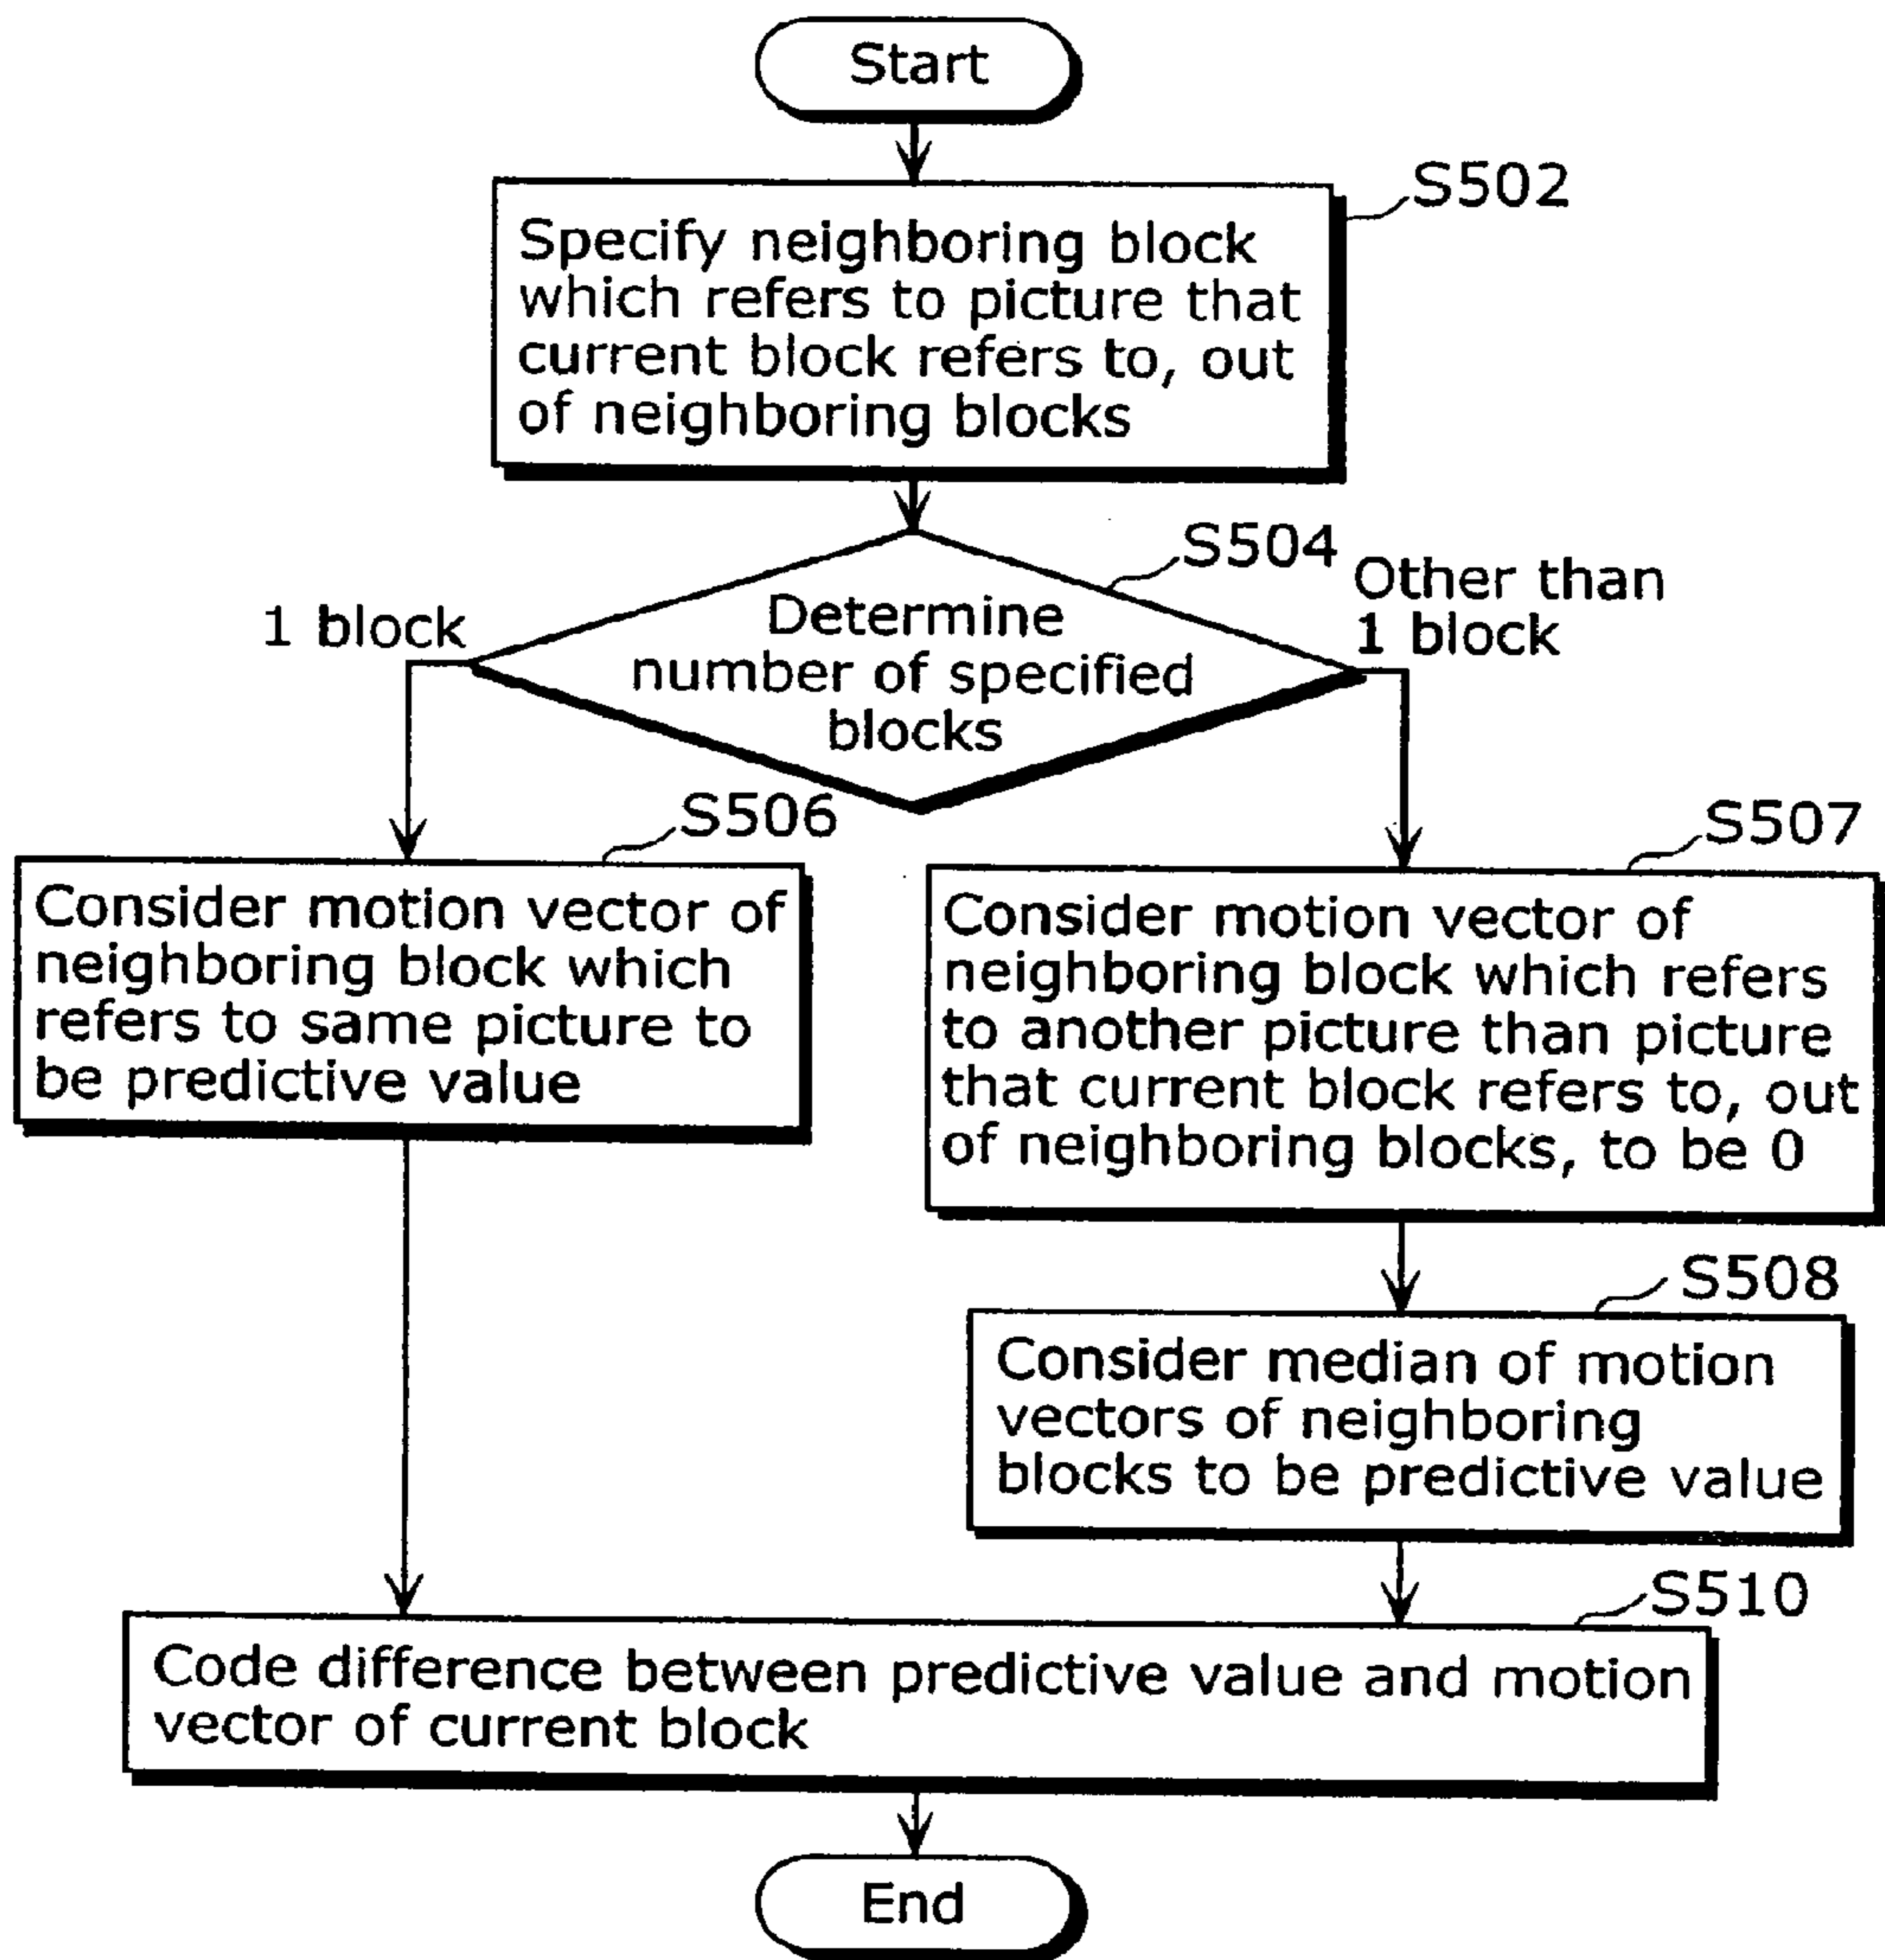 Start
S502
Specify neighboring block
which refers to picture that
current block refers to, out
of neighboring blocks
S504
1 block
Other than
1 block
Determine
number of specified
blocks
S506
Consider motion vector of
neighboring block which
refers to same picture to
be predictive value
S507
Consider motion vector of
neighboring block which refers
to another picture than picture
that current block refers to, out
of neighboring blocks, to be 0
S508
Consider median of motion
vectors of neighboring
blocks to be predictive value
S510
Code difference between predictive value and motion
vector of current block
End